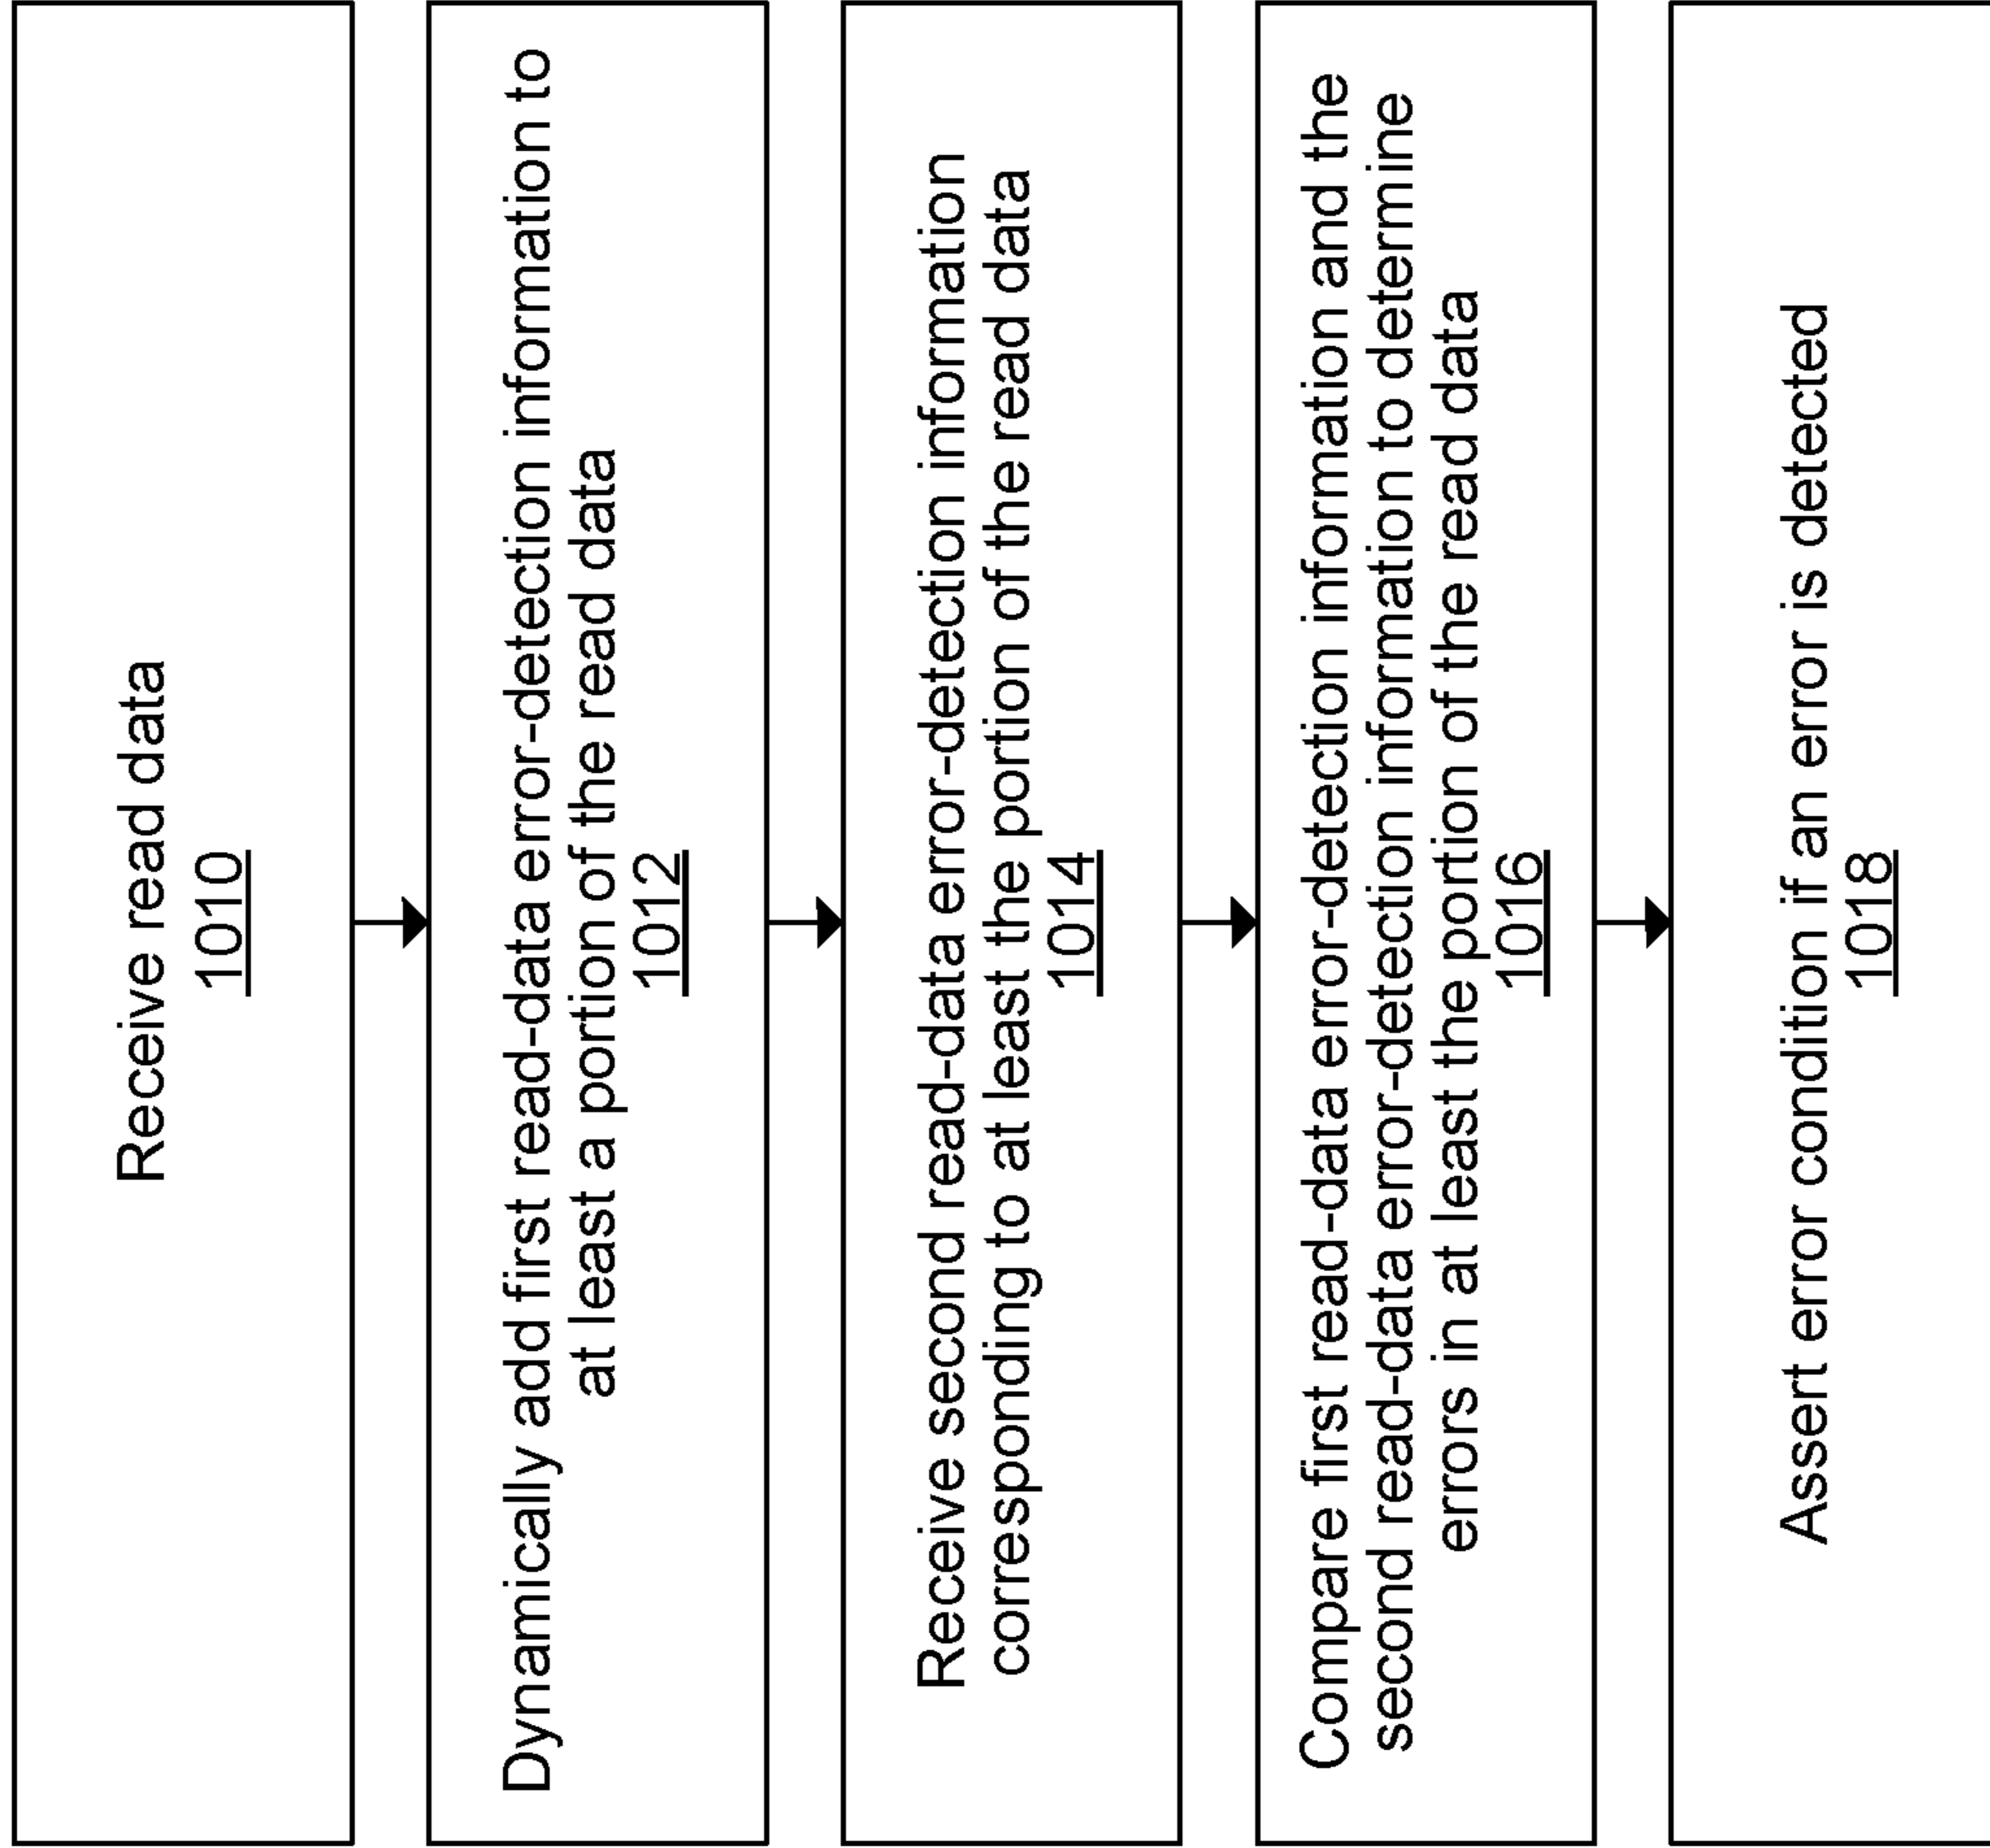 Receive read data
1010
Dynamically add first read-data error-detection information to
at least a portion of the read data
1012
Receive second read-data error-detection information
corresponding to at least the portion of the read data
1014
Compare first read-data error-detection information and the
second read-data error-detection information to determine
errors in at least the portion of the read data
1016
Assert error condition if an error is detected
1018